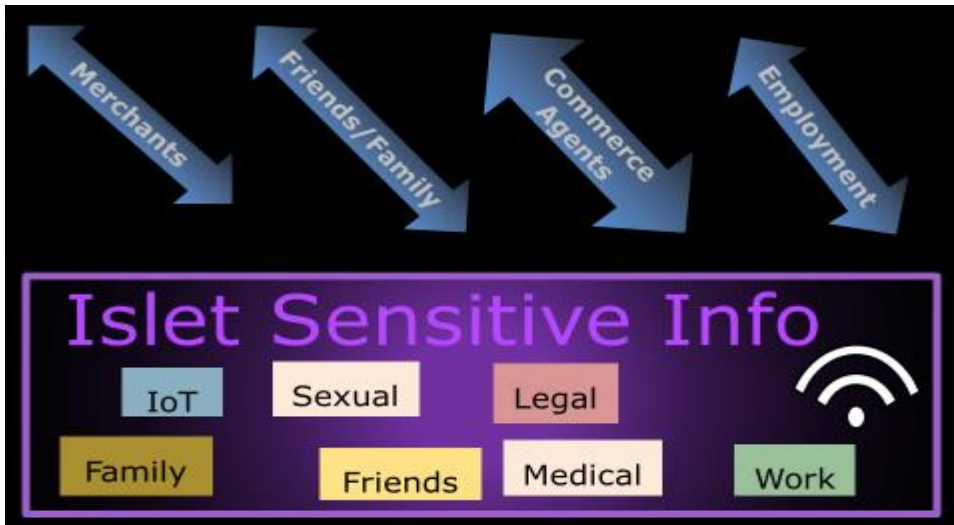 Merchants
Friends/Family
Commerce
Agents
Employment
Islet Sensitive Info
IoT
Sexual
Legal
Family
Friends
Medical
Work